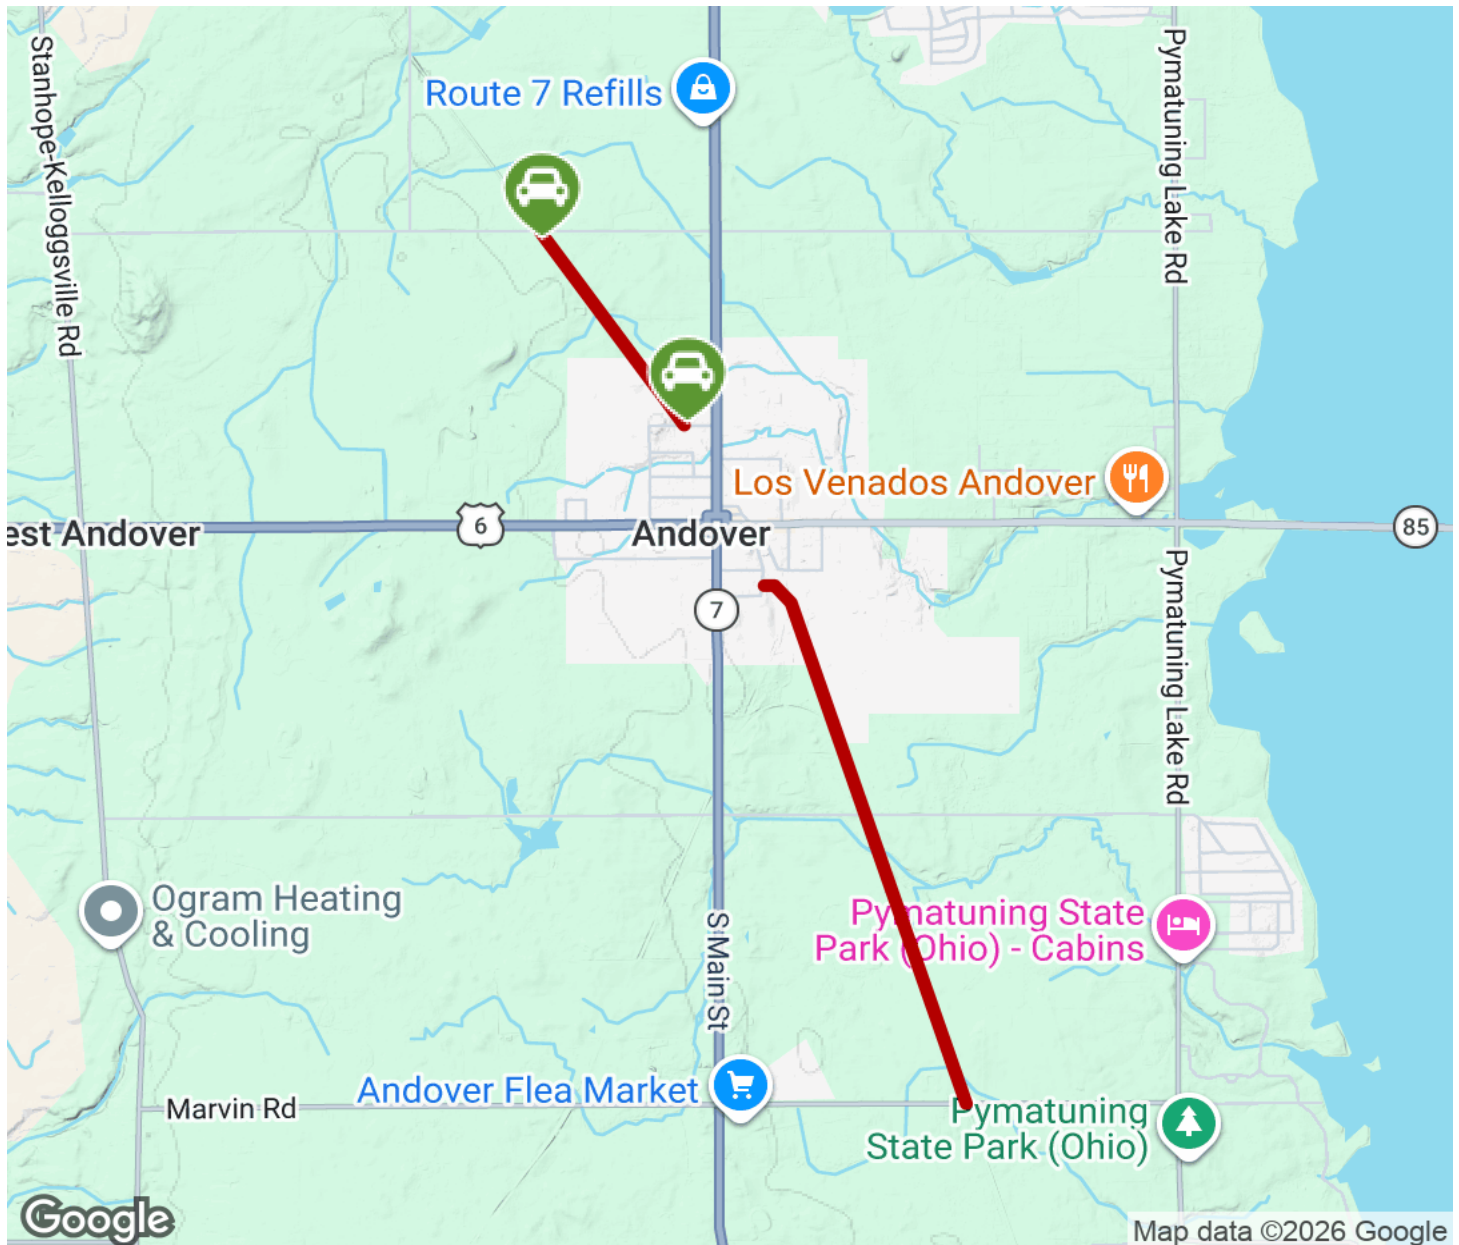 Stanhope-Kelloggsville Rd
Route 7 Refills
Pymatuning Lake Rd
Los Venados Andover
est Andover
6
Andover
85
7
Pymatuning Lake Rd
Ogram Heating
& Cooling
Pymatuning State
Park (Ohio) - Cabins
S Main St
Andover Flea Market
Marvin Rd
Pymatuning
State Park (Ohio)
Google
Map data ©2026 Google